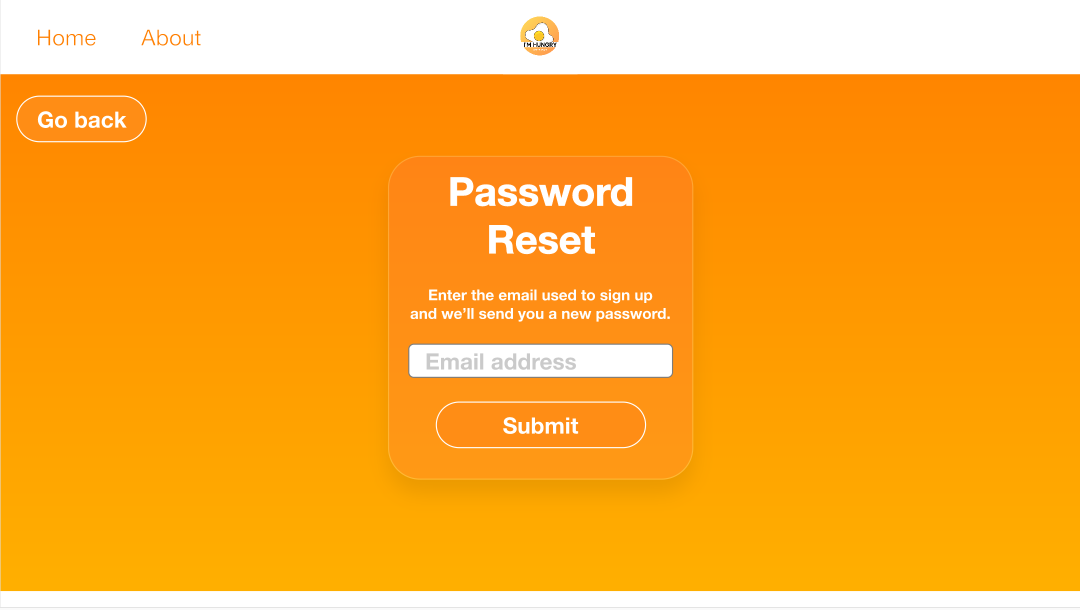 Home About
I'M HUNGRY
Go back
Password
Reset
Enter the email used to sign up
and we’ll send you a new password.
Email address
Submit